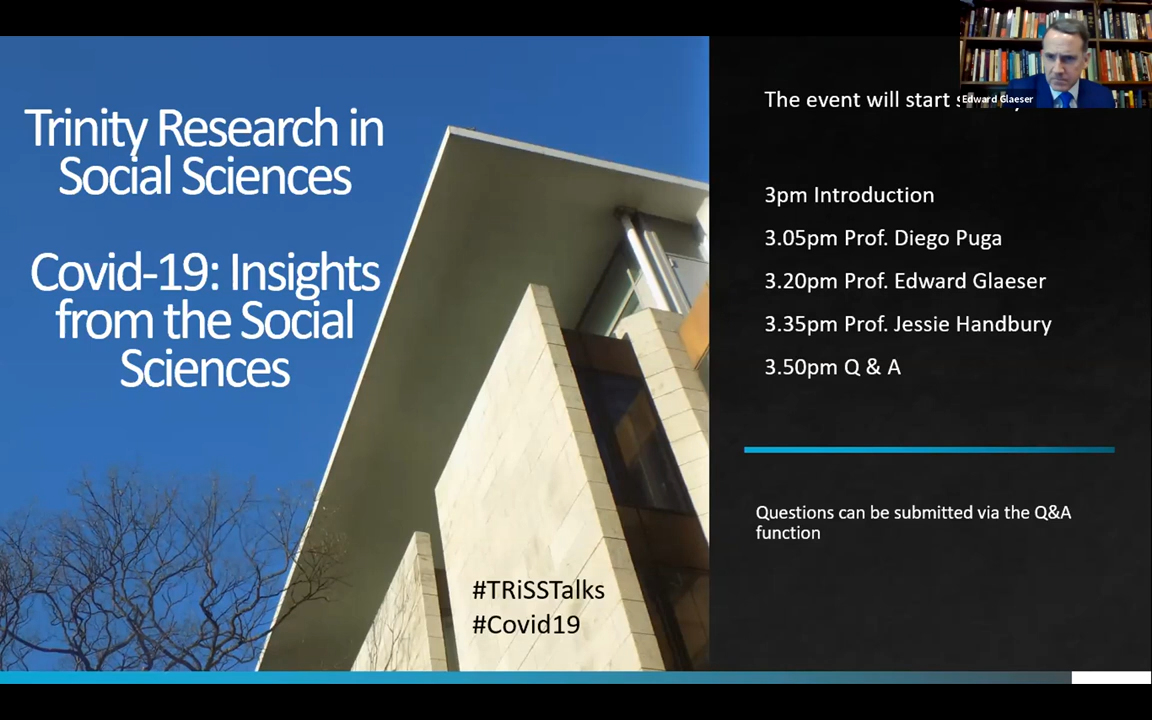 Trinity Research in
Social Sciences
Covid-19: Insights
from the Social
Sciences
#TRiSSTalks
#Covid19
The event will start
Edward Glaeser
3pm Introduction
3.05pm Prof. Diego Puga
3.20pm Prof. Edward Glaeser
3.35pm Prof. Jessie Handbury
3.50pm Q & A
Questions can be submitted via the Q&A
function